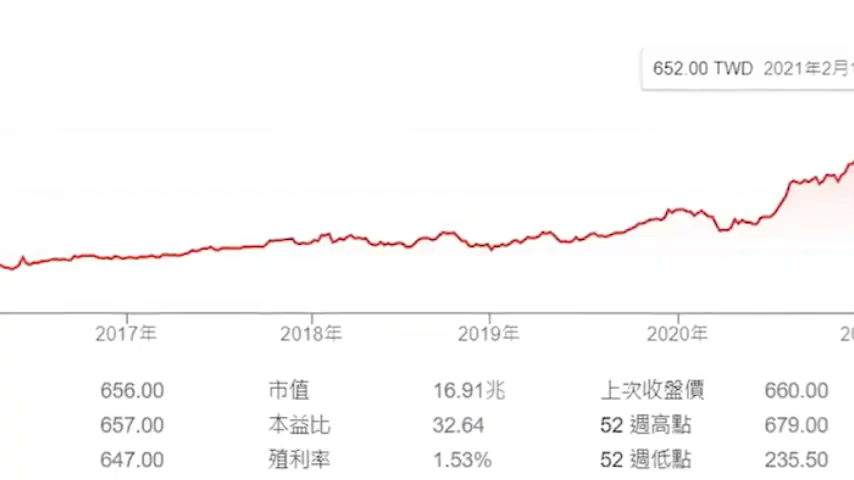 652.00 TWD 2021年2月1
2017年 2018年 2019年 2020年 20
656.00 市值 16.91兆 上次收盤價 660.00
657.00 本益比 32.64 52 週高點 679.00
647.00 殖利率 1.53% 52 週低點 235.50